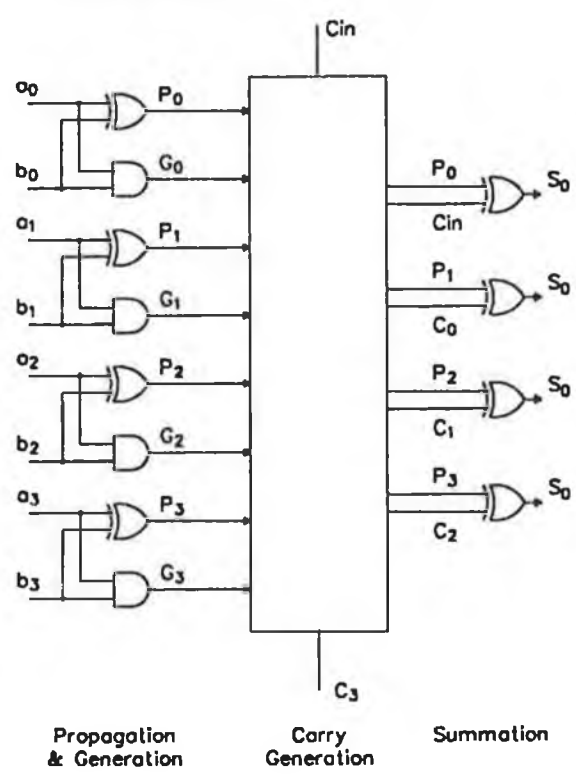 Cin
a0 P0
b0 G0
a1 P1
b1 G1
a2 P2
b2 G2
a3 P3
b3 G3
P0 S0
Cin
P1 S0
C0
P2 S0
C1
P3 S0
C2
C3
Propagation
& Generation
Carry
Generation
Summation